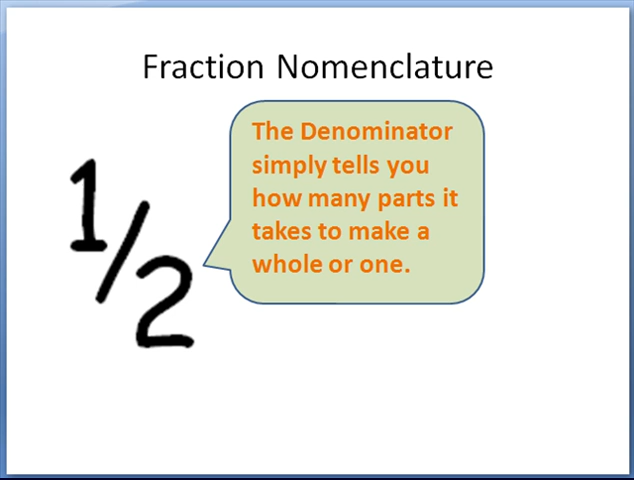 Fraction Nomenclature
The Denominator
simply tells you
how many parts it
takes to make a
whole or one.
1/2